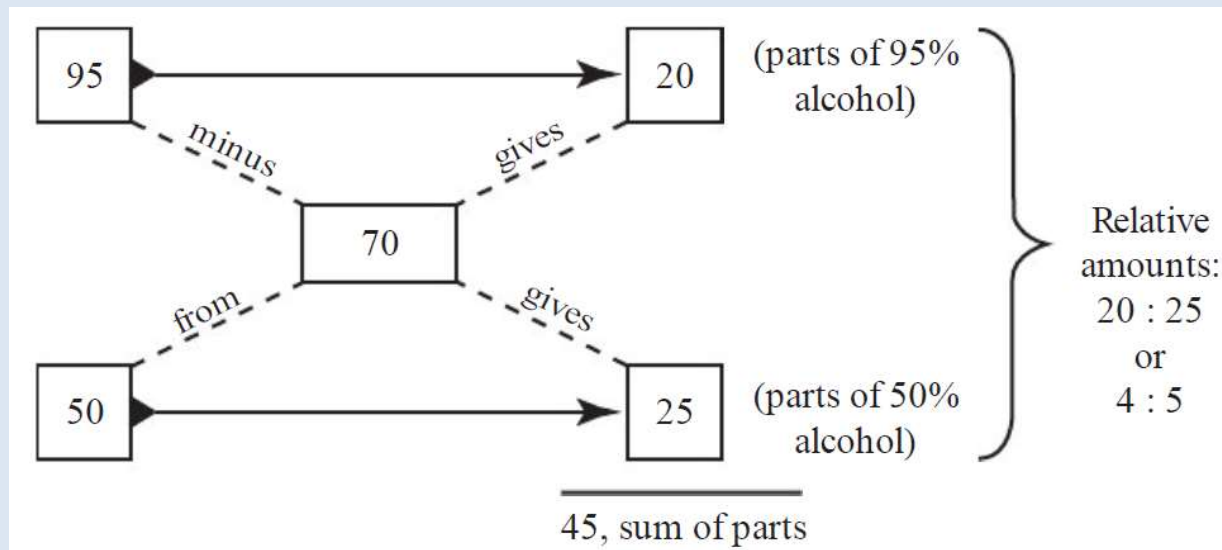 95
20
(parts of 95%
alcohol)
minus
gives
70
Relative
amounts:
20 : 25
or
4 : 5
from
gives
50
25
(parts of 50%
alcohol)
45, sum of parts